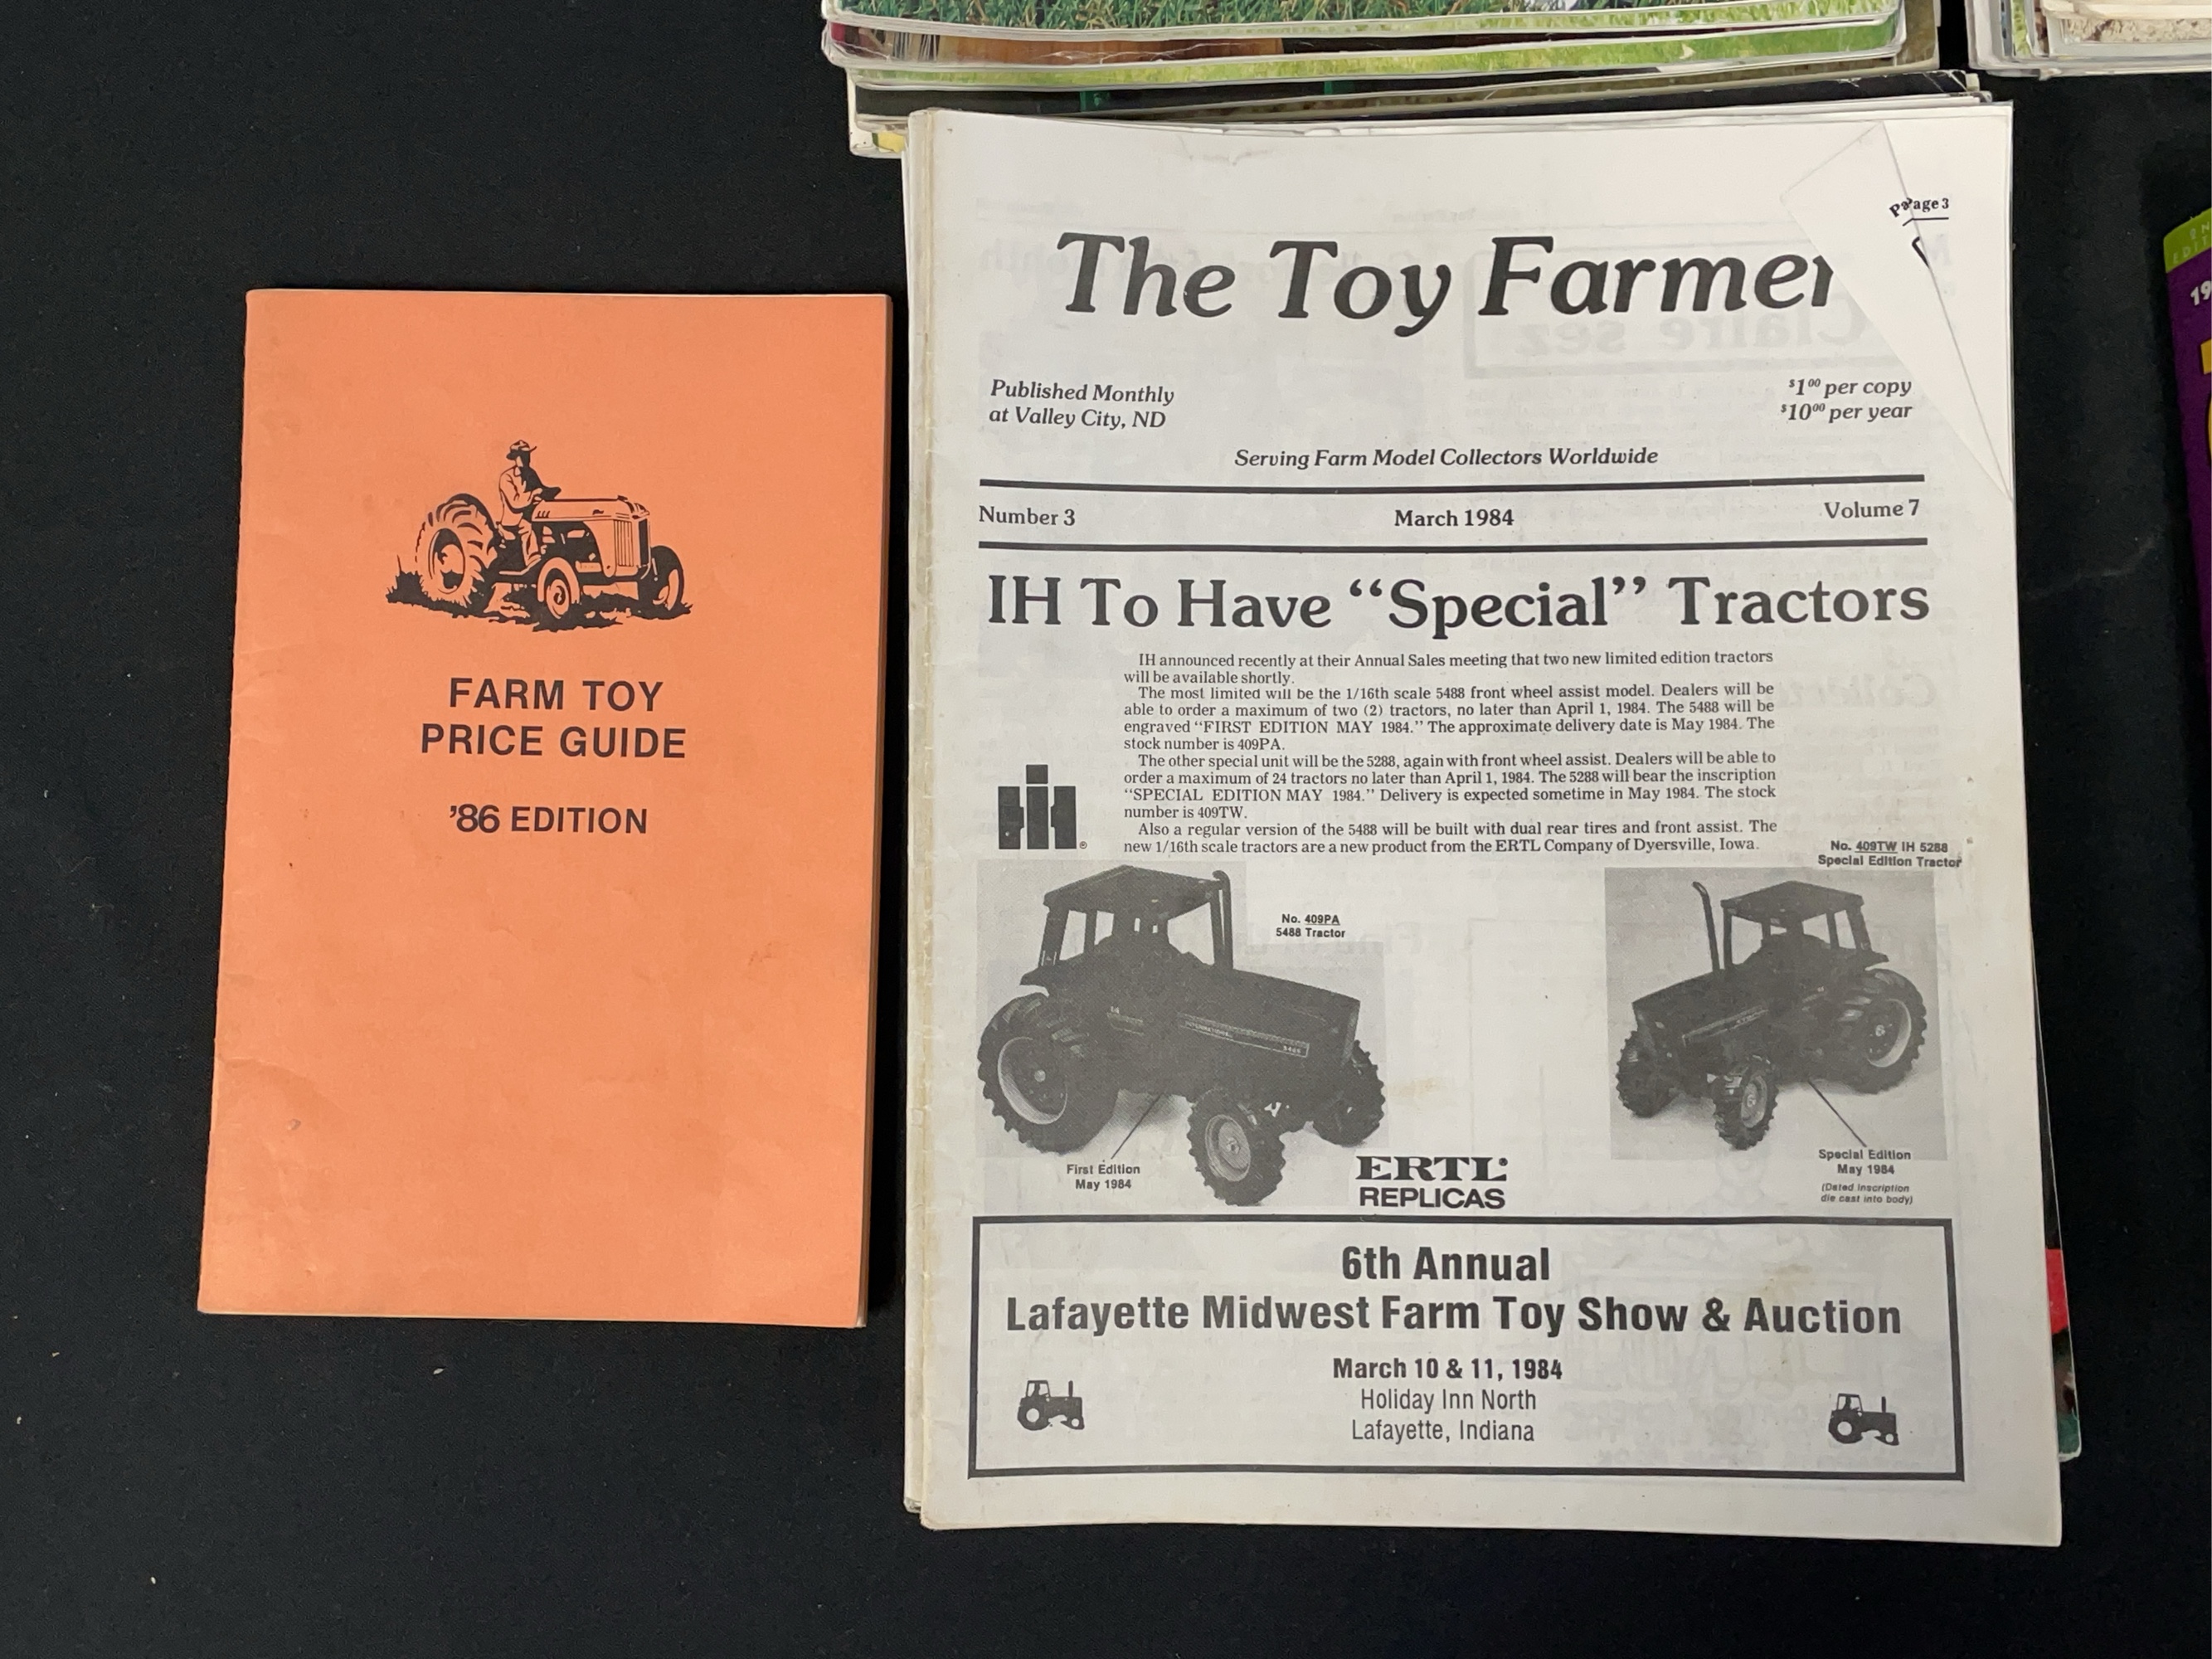 FARM TOY
PRICE GUIDE
'86 EDITION
Page 3
The Toy Farmer
Published Monthly
at Valley City, ND
$1.00 per copy
$10.00 per year
Serving Farm Model Collectors Worldwide
Number 3 March 1984 Volume 7
IH To Have “Special” Tractors
IH announced recently at their Annual Sales meeting that two new limited edition tractors
will be available shortly.
The most limited will be the 1/16th scale 5488 front wheel assist model. Dealers will be
able to order a maximum of two (2) tractors, no later than April 1, 1984. The 5488 will be
engraved “FIRST EDITION MAY 1984.” The approximate delivery date is May 1984. The
stock number is 409PA.
The other special unit will be the 5288, again with front wheel assist. Dealers will be able to
order a maximum of 24 tractors no later than April 1, 1984. The 5288 will bear the inscription
“SPECIAL EDITION MAY 1984.” Delivery is expected sometime in May 1984. The stock
number is 409TW.
Also a regular version of the 5488 will be built with dual rear tires and front assist. The
new 1/16th scale tractors are a new product from the ERTL Company of Dyersville, Iowa.
No. 409TW IH 5288
Special Edition Tractor
No. 409PA
5488 Tractor
First Edition
May 1984
ERTL®
REPLICAS
Special Edition
May 1984
(Dated inscription
die cast into body)
6th Annual
Lafayette Midwest Farm Toy Show & Auction
March 10 & 11, 1984
Holiday Inn North
Lafayette, Indiana